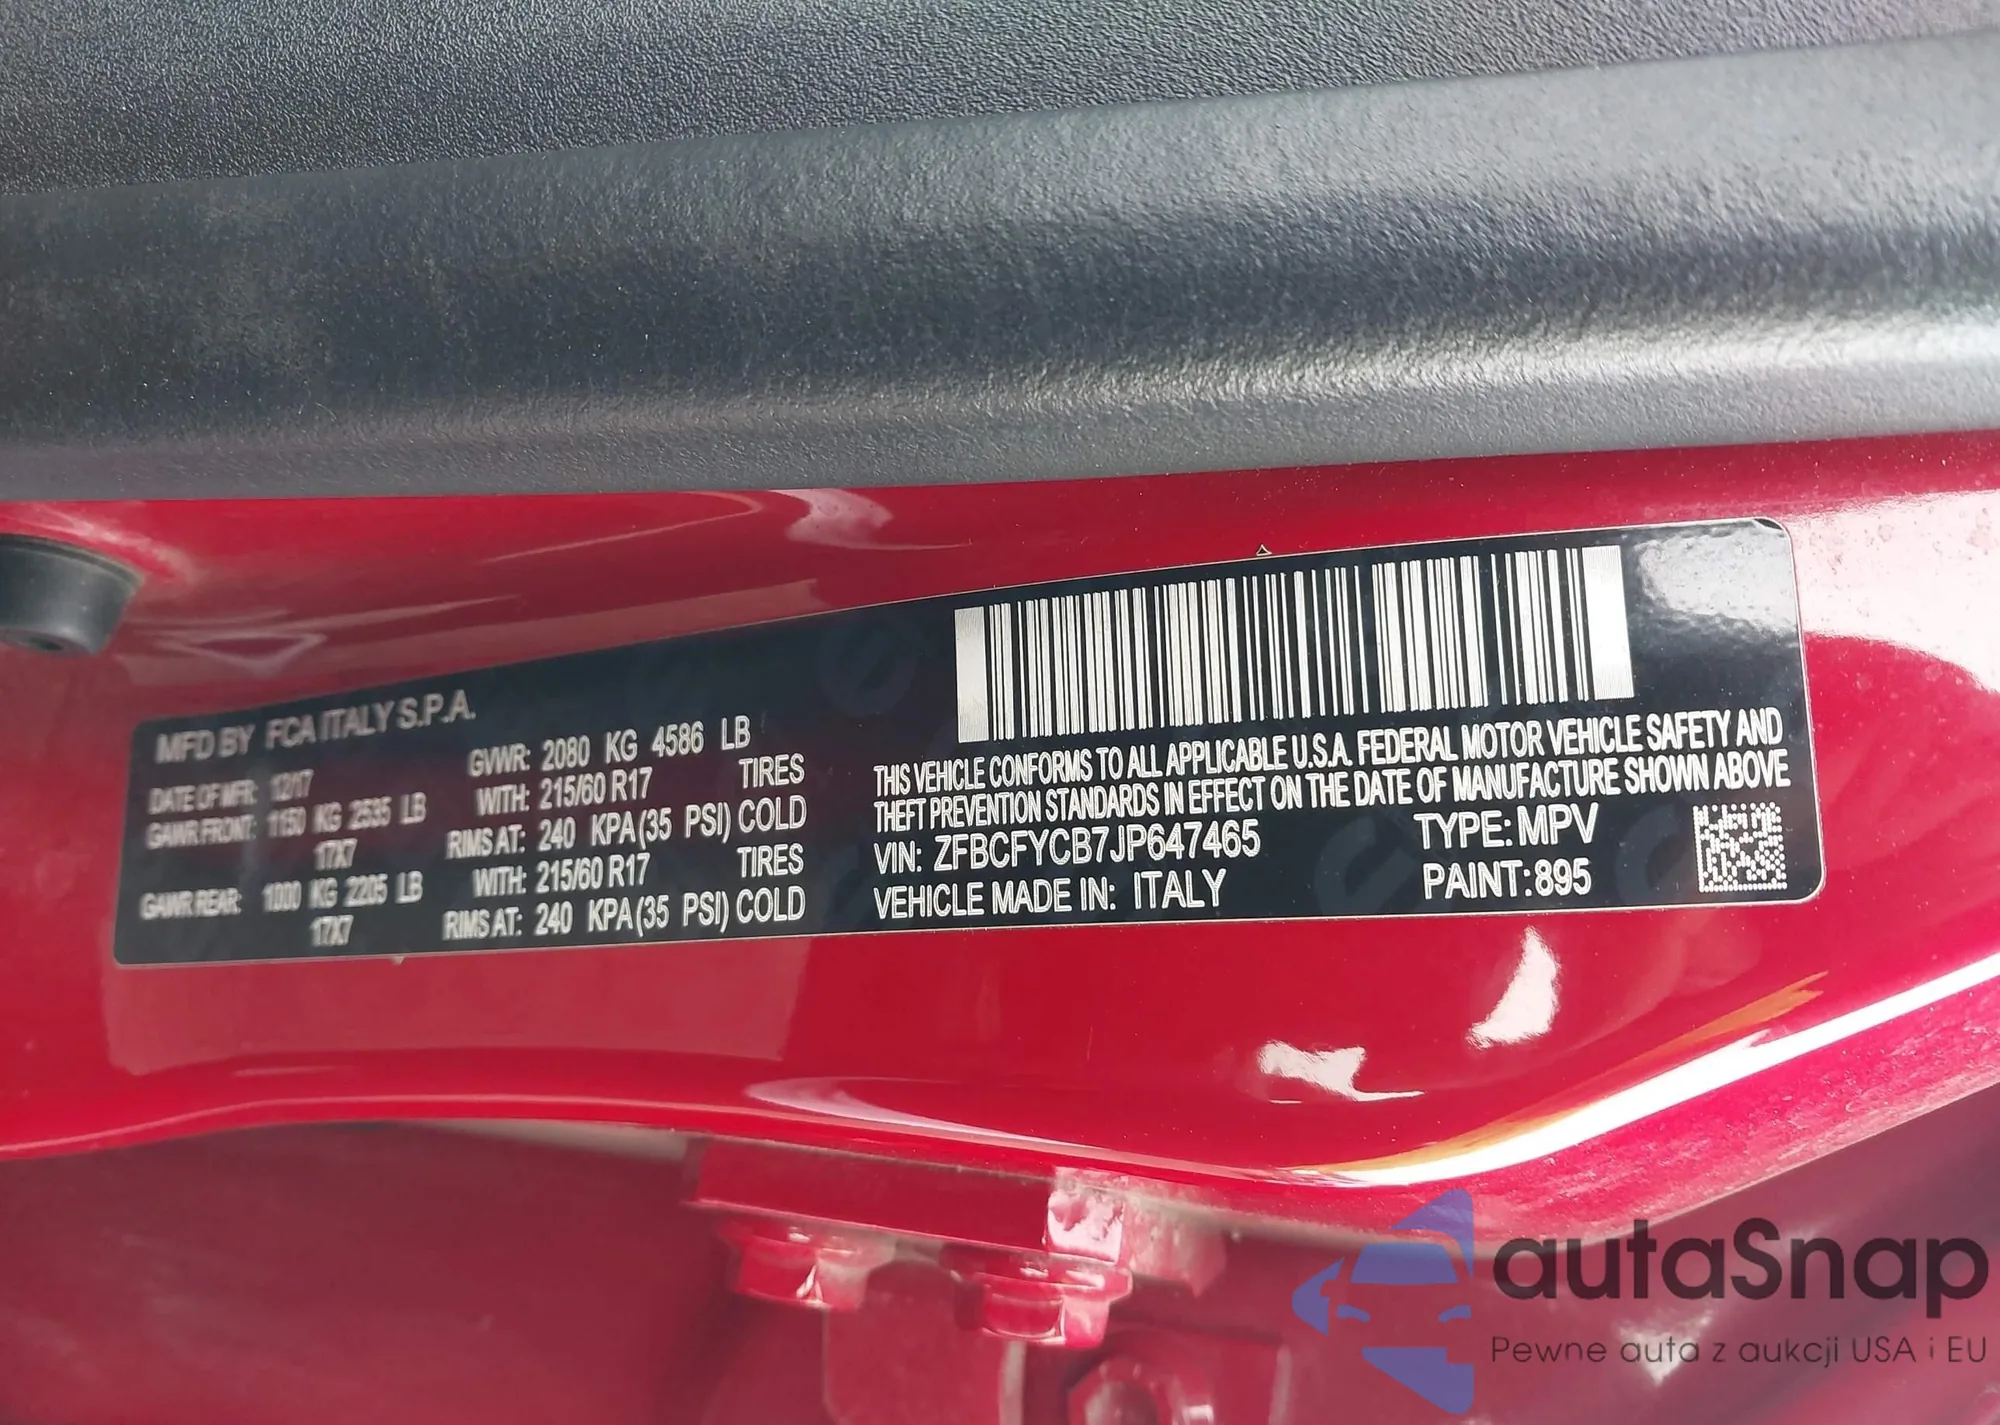 MFD BY FCA ITALY S.P.A.
DATE OF MFR: 12/17 GVWR: 2080 KG 4586 LB
GAWR FRONT: 1150 KG 2535 LB WITH: 215/60 R17 TIRES
17X7 RIMS AT: 240 KPA(35 PSI) COLD
GAWR REAR: 1000 KG 2205 LB WITH: 215/60 R17 TIRES
17X7 RIMS AT: 240 KPA(35 PSI) COLD
THIS VEHICLE CONFORMS TO ALL APPLICABLE U.S.A. FEDERAL MOTOR VEHICLE SAFETY AND
THEFT PREVENTION STANDARDS IN EFFECT ON THE DATE OF MANUFACTURE SHOWN ABOVE
VIN: ZFBCFYCB7JP647465 TYPE: MPV
VEHICLE MADE IN: ITALY PAINT: 895
autaSnap
Pewne auta z aukcji USA i EU